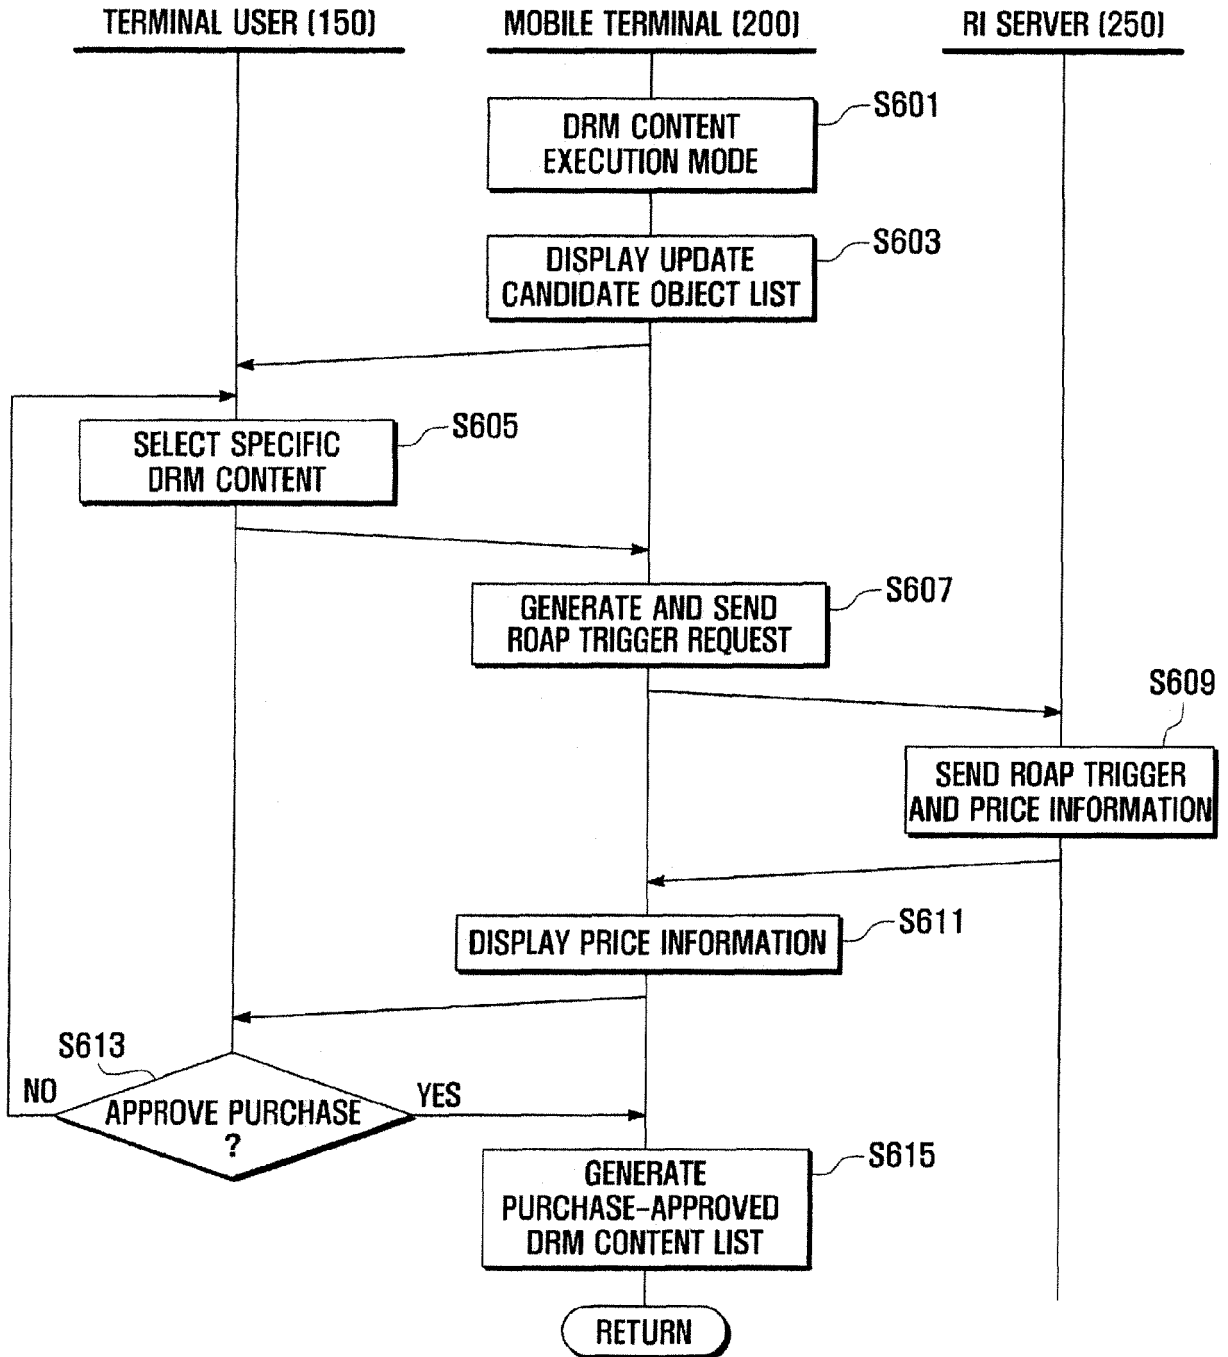 TERMINAL USER (150)
MOBILE TERMINAL (200)
RI SERVER (250)
S601
DRM CONTENT
EXECUTION MODE
S603
DISPLAY UPDATE
CANDIDATE OBJECT LIST
S605
SELECT SPECIFIC
DRM CONTENT
S607
GENERATE AND SEND
ROAP TRIGGER REQUEST
S609
SEND ROAP TRIGGER
AND PRICE INFORMATION
S611
DISPLAY PRICE INFORMATION
S613
NO
YES
APPROVE PURCHASE
?
S615
GENERATE
PURCHASE-APPROVED
DRM CONTENT LIST
RETURN